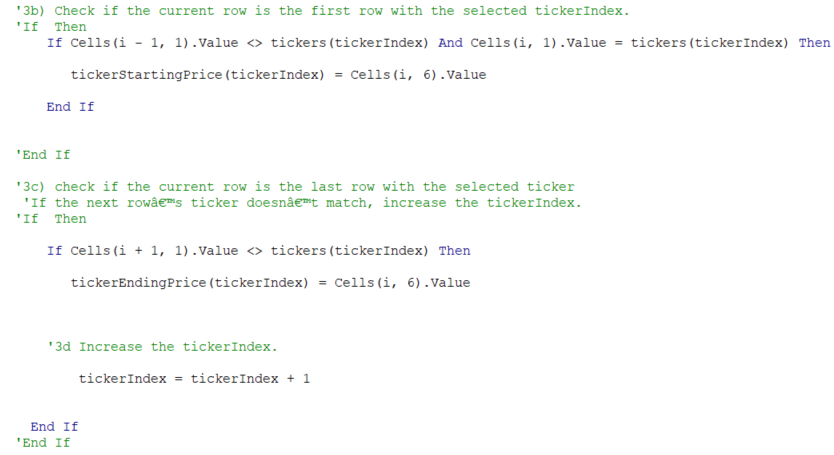 '3b) Check if the current row is the first row with the selected tickerIndex.
'If  Then
If Cells(i - 1, 1).Value <> tickers(tickerIndex) And Cells(i, 1).Value = tickers(tickerIndex) Then
tickerStartingPrice(tickerIndex) = Cells(i, 6).Value
End If
'End If
'3c) check if the current row is the last row with the selected ticker
'If the next rowâ€™s ticker doesnâ€™t match, increase the tickerIndex.
'If  Then
If Cells(i + 1, 1).Value <> tickers(tickerIndex) Then
tickerEndingPrice(tickerIndex) = Cells(i, 6).Value
'3d Increase the tickerIndex.
tickerIndex = tickerIndex + 1
End If
'End If